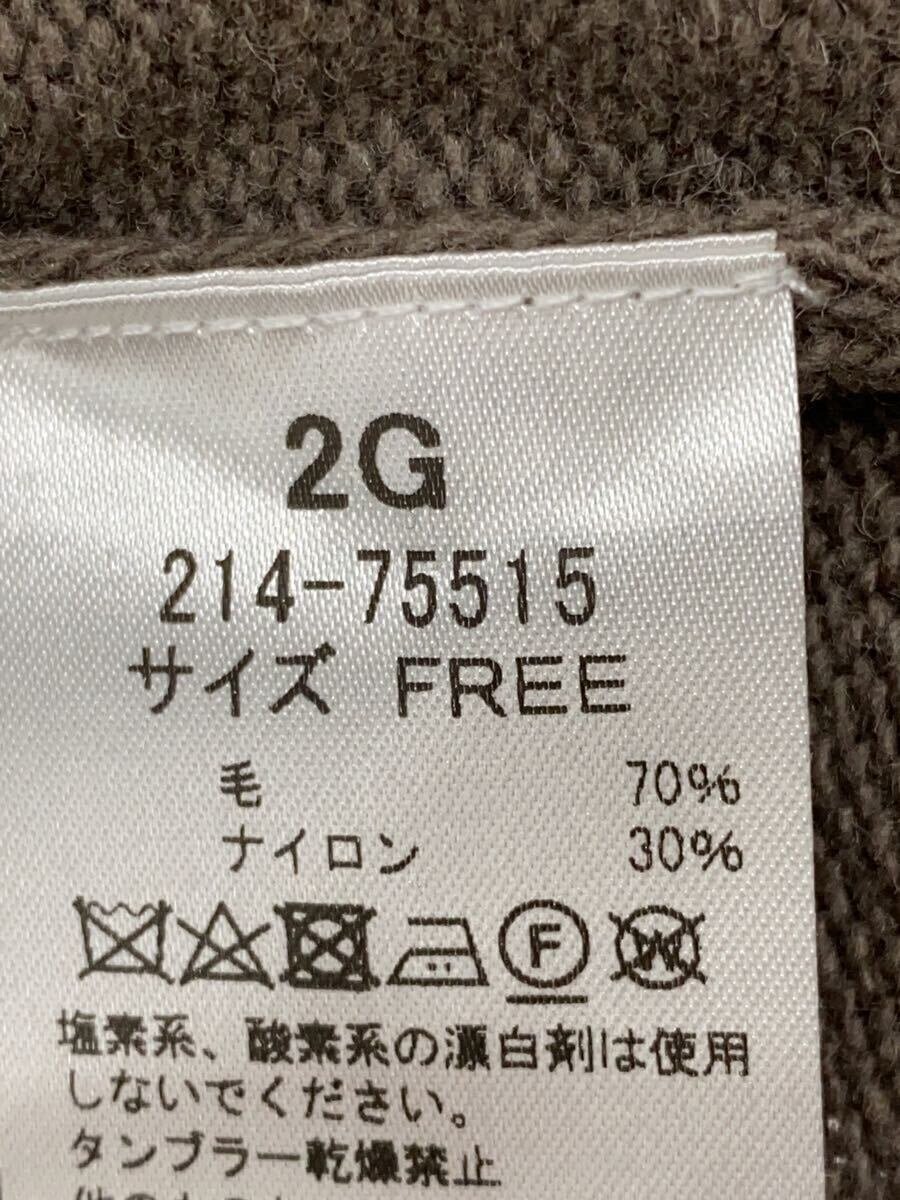 2G
214-75515
サイズ FREE
毛 70%
ナイロン 30%
F W
塩素系、酸素系の漂白剤は使用
しないでください。
タンブラー乾燥禁止